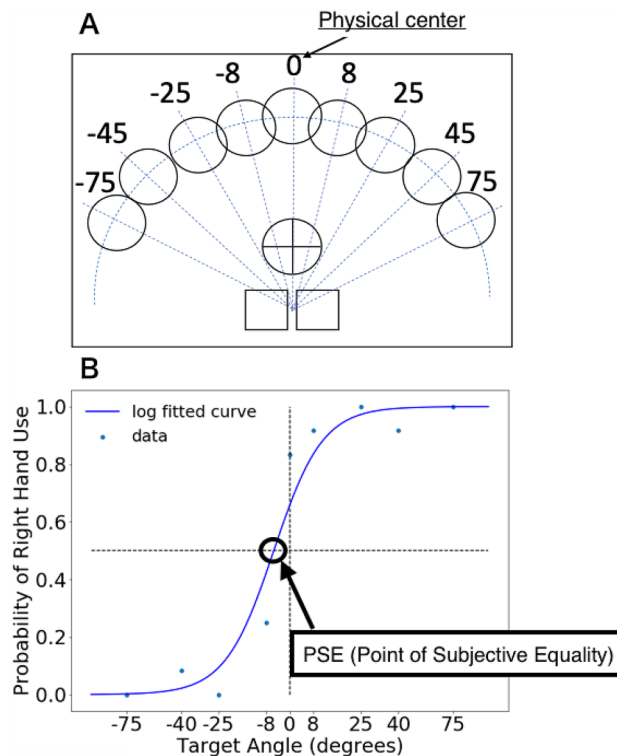 A
Physical center
0
-8 8
-25 25
-45 45
-75 75
B
log fitted curve
data
1.0
0.8
0.6
0.4
0.2
0.0
Probability of Right Hand Use
PSE (Point of Subjective Equality)
-75 -40 -25 -8 0 8 25 40 75
Target Angle (degrees)